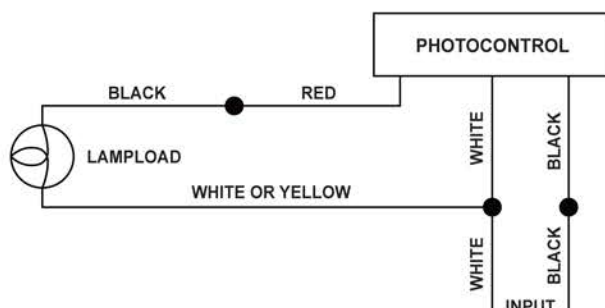 PHOTOCONTROL
BLACK
RED
LAMPLOAD
WHITE
BLACK
WHITE OR YELLOW
WHITE
BLACK
INPUT